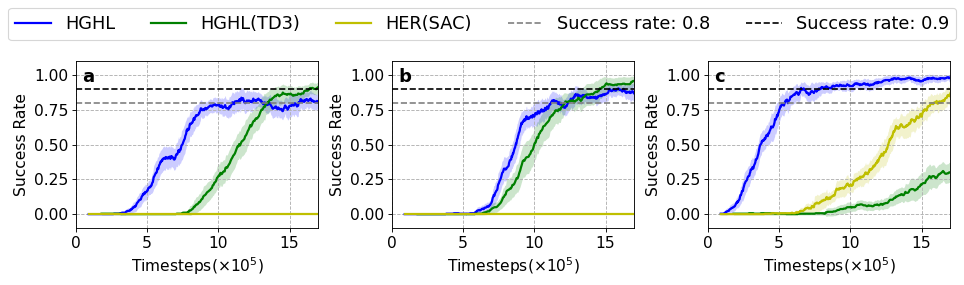 HGHL HGHL(TD3) HER(SAC) Success rate: 0.8 Success rate: 0.9
a
Success Rate
1.00
0.75
0.50
0.25
0.00
0 5 10 15
Timesteps(×10⁵)
b
Success Rate
1.00
0.75
0.50
0.25
0.00
0 5 10 15
Timesteps(×10⁵)
c
Success Rate
1.00
0.75
0.50
0.25
0.00
0 5 10 15
Timesteps(×10⁵)